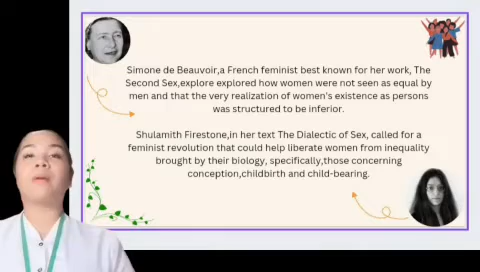 Simone de Beauvoir,a French feminist best known for her work, The
Second Sex,explore explored how women were not seen as equal by
men and that the very realization of women's existence as persons
was structured to be inferior.
Shulamith Firestone,in her text The Dialectic of Sex, called for a
feminist revolution that could help liberate women from inequality
brought by their biology, specifically,those concerning
conception,childbirth and child-bearing.